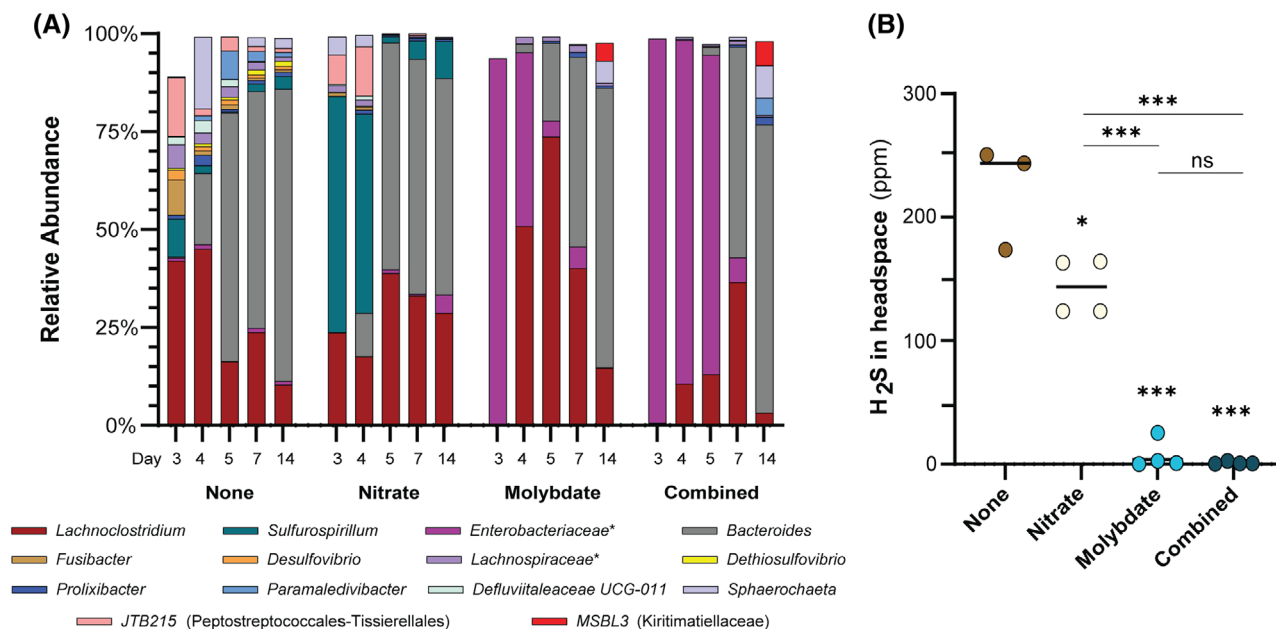 (A)
Relative Abundance
100%
75%
50%
25%
0%
Day 3 4 5 7 14 3 4 5 7 14 3 4 5 7 14 3 4 5 7 14
None Nitrate Molybdate Combined
Lachnoclostridium Sulfurospirillum Enterobacteriaceae* Bacteroides
Fusibacter Desulfovibrio Lachnospiraceae* Dethiosulfovibrio
Prolixibacter Paramaledivibacter Defluviitaleaceae UCG-011 Sphaerochaeta
JTB215 (Peptostreptococcales-Tissierellales) MSBL3 (Kiritimatiellaceae)
(B)
H2S in headspace (ppm)
300
200
100
0
***
***
ns
*
***
***
None
Nitrate
Molybdate
Combined